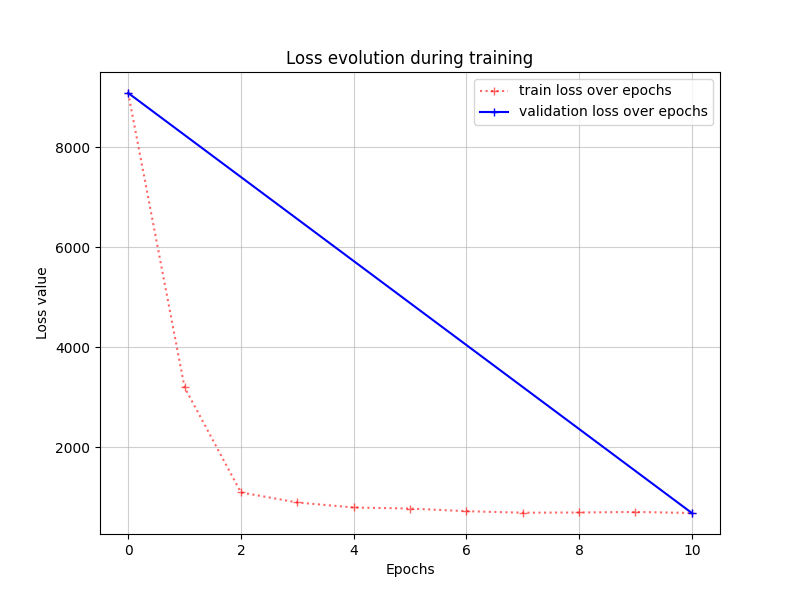 Loss evolution during training
train loss over epochs
validation loss over epochs
8000
6000
4000
2000
Loss value
0 2 4 6 8 10
Epochs